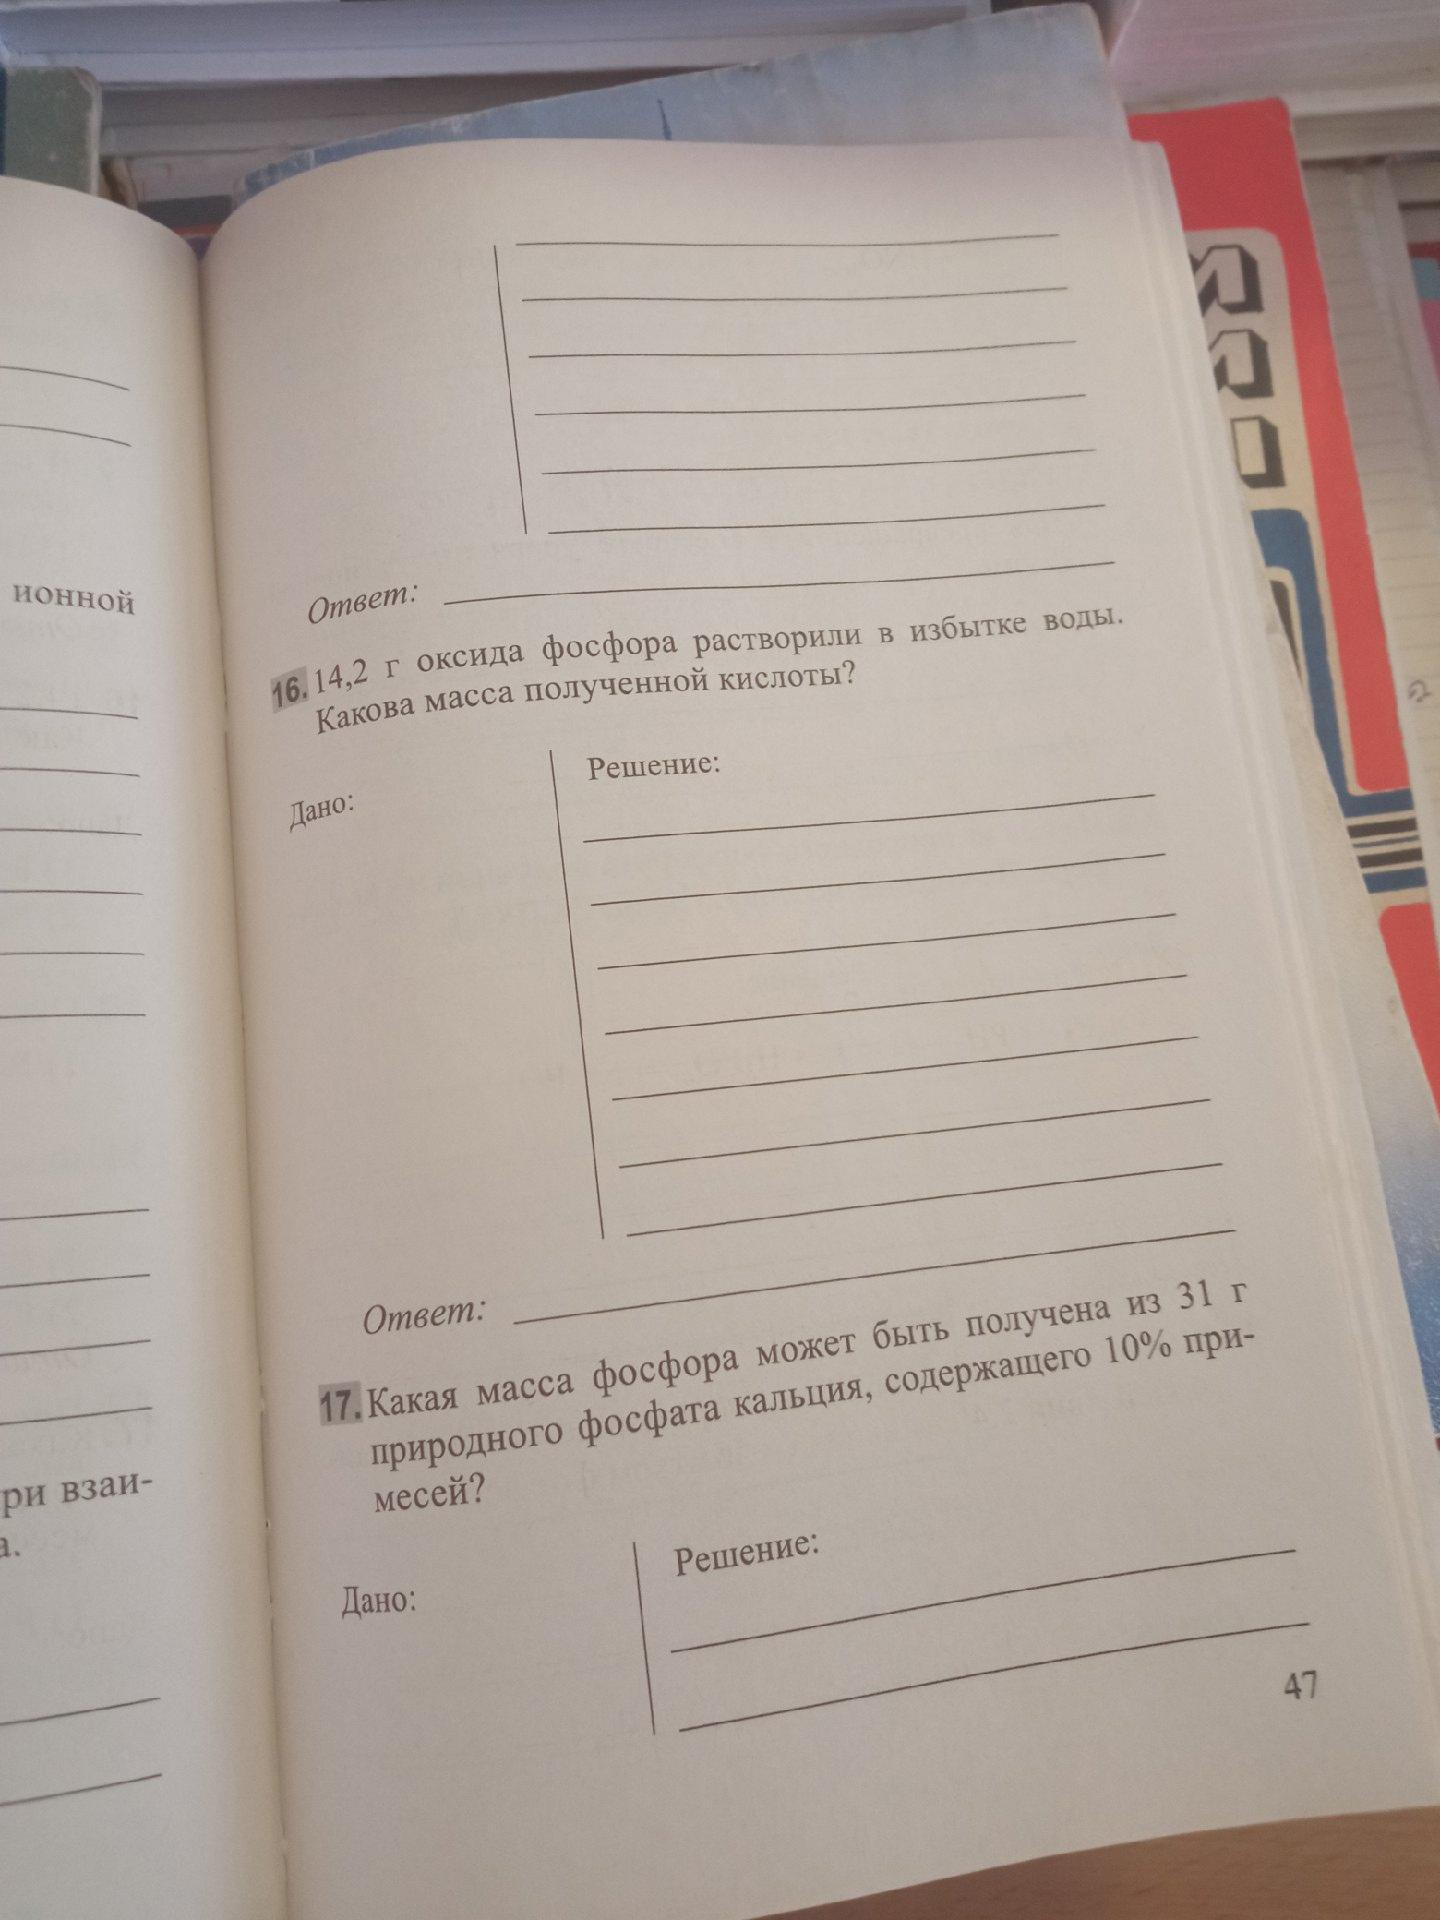 ионной
ри взаи-
а.
Ответ:
16. 14,2 г оксида фосфора растворили в избытке воды.
Какова масса полученной кислоты?
Дано:
Решение:
Ответ:
17. Какая масса фосфора может быть получена из 31 г
природного фосфата кальция, содержащего 10% при-
месей?
Дано:
Решение:
47